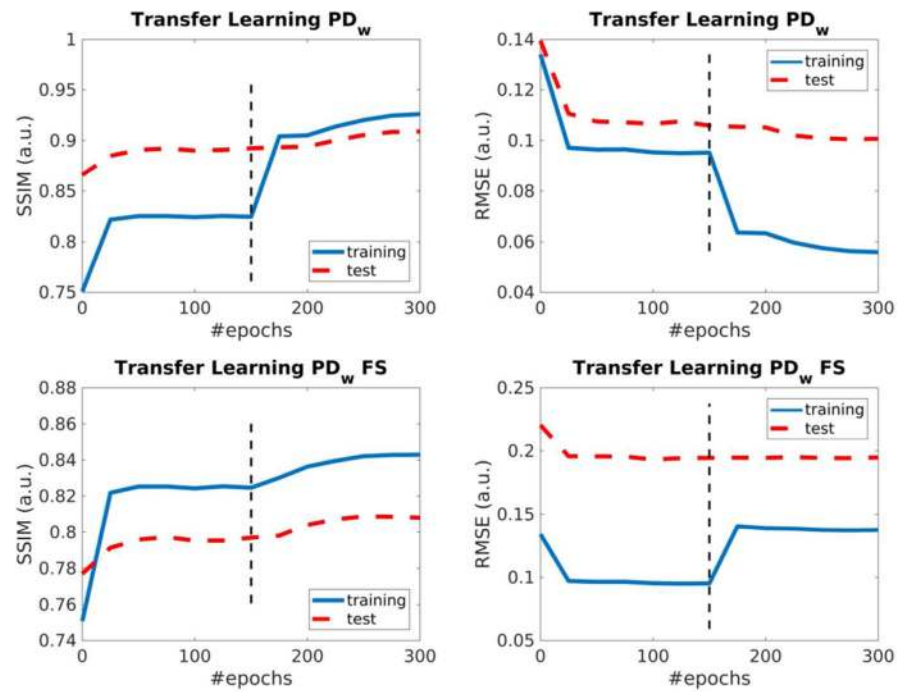 Transfer Learning PD_w
SSIM (a.u.)
1
0.95
0.9
0.85
0.8
0.75
0 100 200 300
#epochs
training
test
Transfer Learning PD_w
RMSE (a.u.)
0.14
0.12
0.1
0.08
0.06
0.04
0 100 200 300
#epochs
training
test
Transfer Learning PD_w FS
SSIM (a.u.)
0.88
0.86
0.84
0.82
0.8
0.78
0.76
0.74
0 100 200 300
#epochs
training
test
Transfer Learning PD_w FS
RMSE (a.u.)
0.25
0.2
0.15
0.1
0.05
0 100 200 300
#epochs
training
test